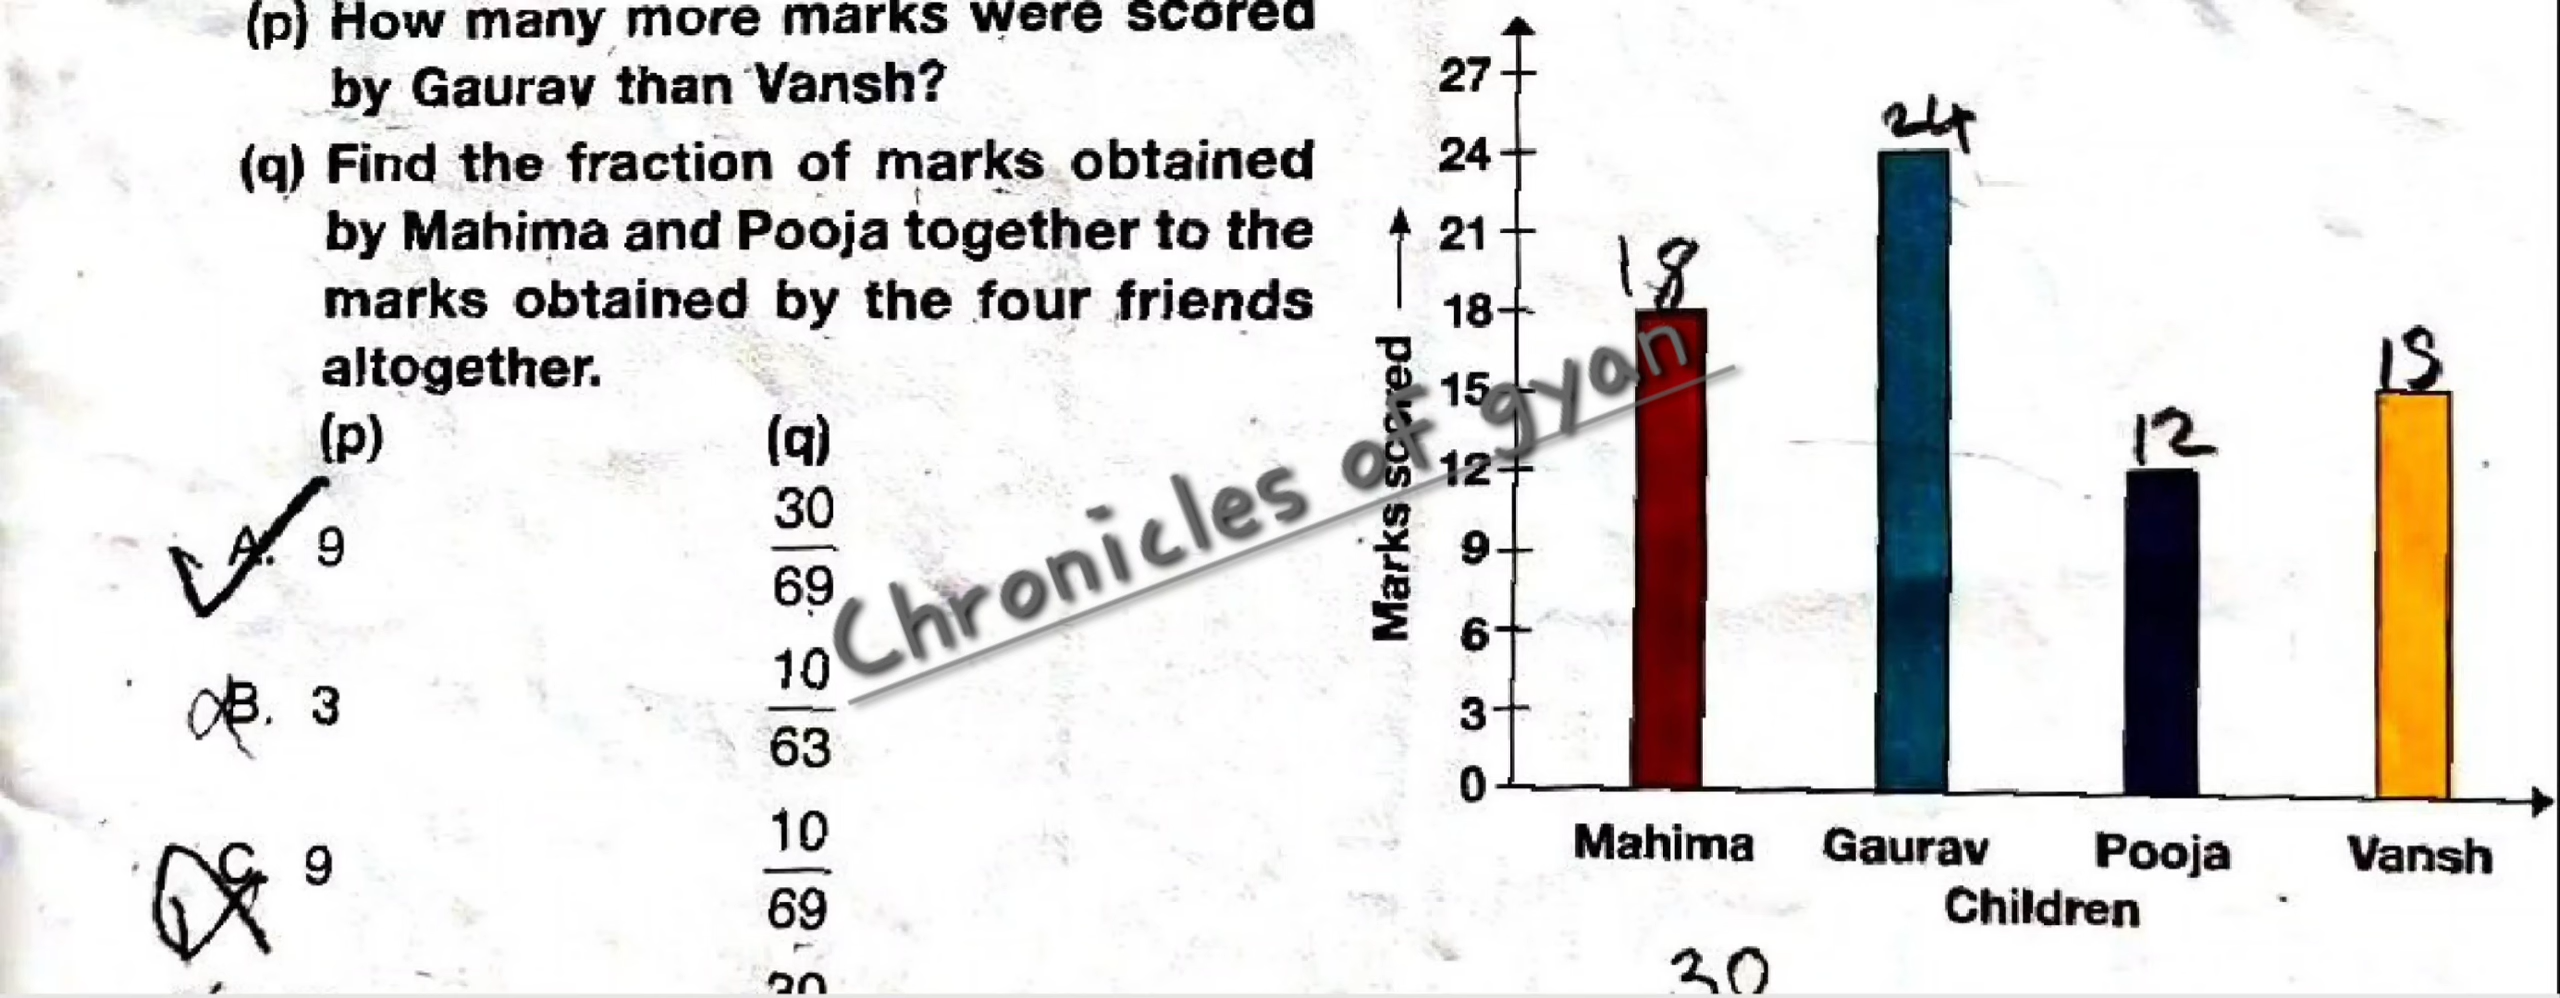 (p) How many more marks were scored
by Gaurav than Vansh?
(q) Find the fraction of marks obtained
by Mahima and Pooja together to the
marks obtained by the four friends
altogether.
(p) (q)
A. 9 30/69
B. 3 10/63
C. 9 10/69
30
Chronicles of gyan
Marks scored
27
24
21
18
15
12
9
6
3
0
18
24
12
15
Mahima Gaurav Pooja Vansh
Children
30